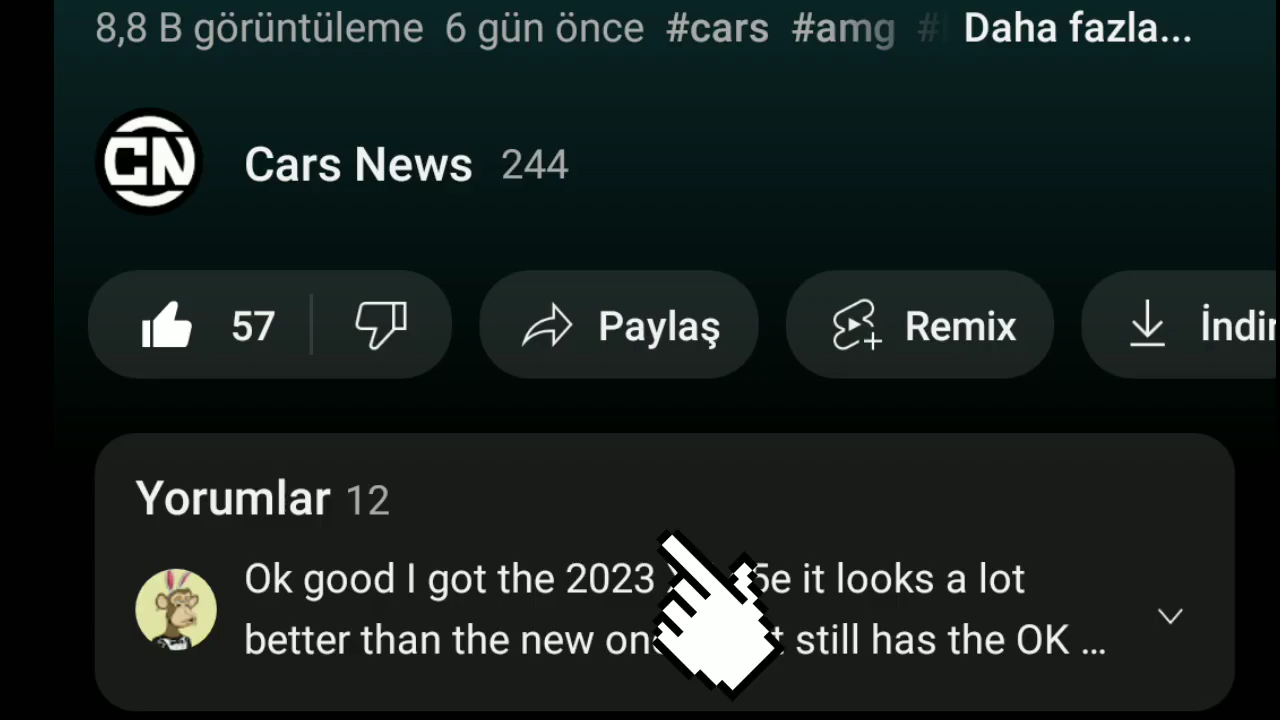 8,8 B görüntüleme 6 gün önce #cars #amg # Daha fazla...
CN
Cars News 244
57 Paylaş Remix İndir
Yorumlar 12
Ok good I got the 2023 it looks a lot
better than the new still has the OK ...